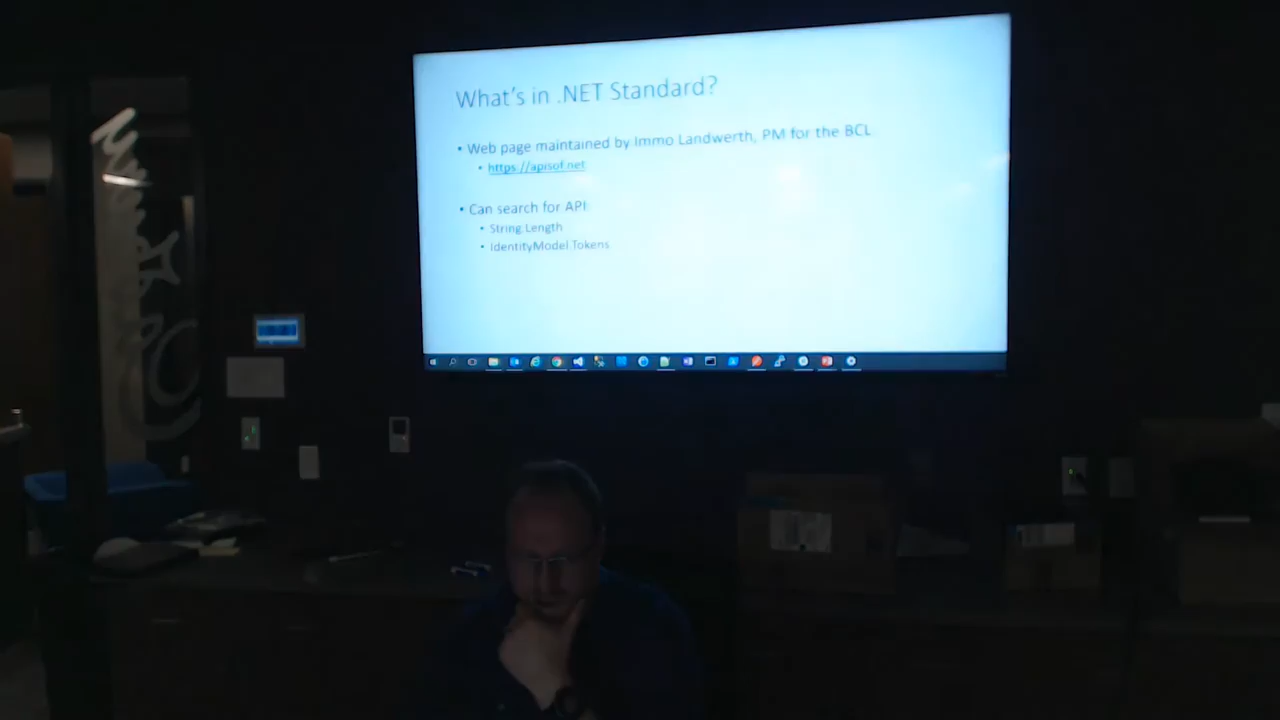 What's in .NET Standard?
• Web page maintained by Immo Landwerth, PM for the BCL
• https://apisof.net
• Can search for API
• String.Length
• IdentityModel.Tokens